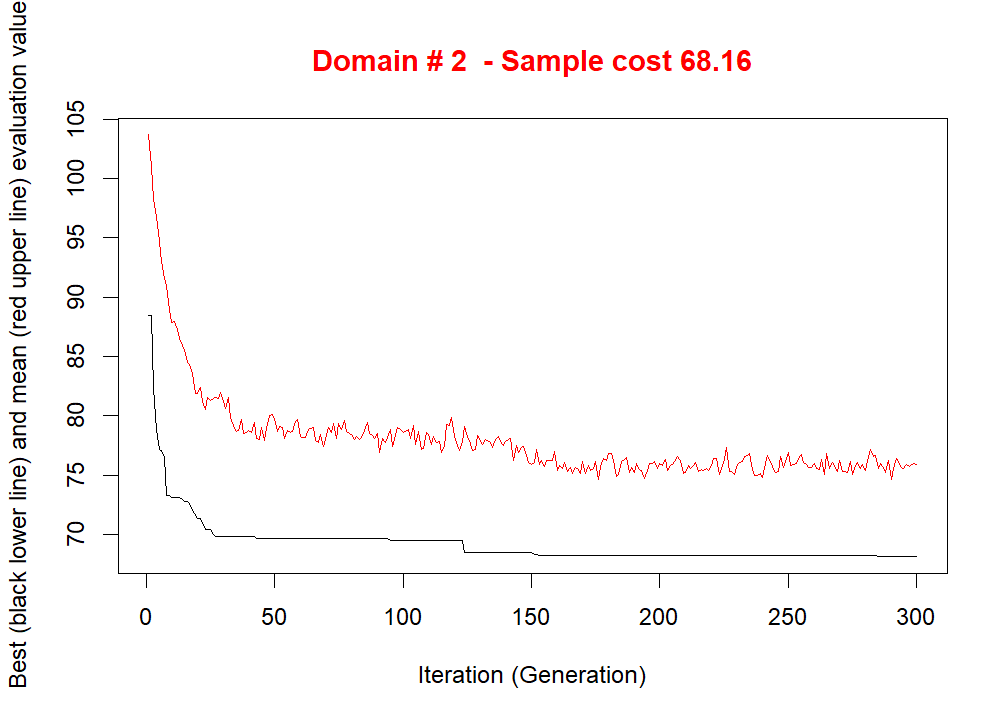 Domain # 2  - Sample cost 68.16
Best (black lower line) and mean (red upper line) evaluation value
105
100
95
90
85
80
75
70
0 50 100 150 200 250 300
Iteration (Generation)